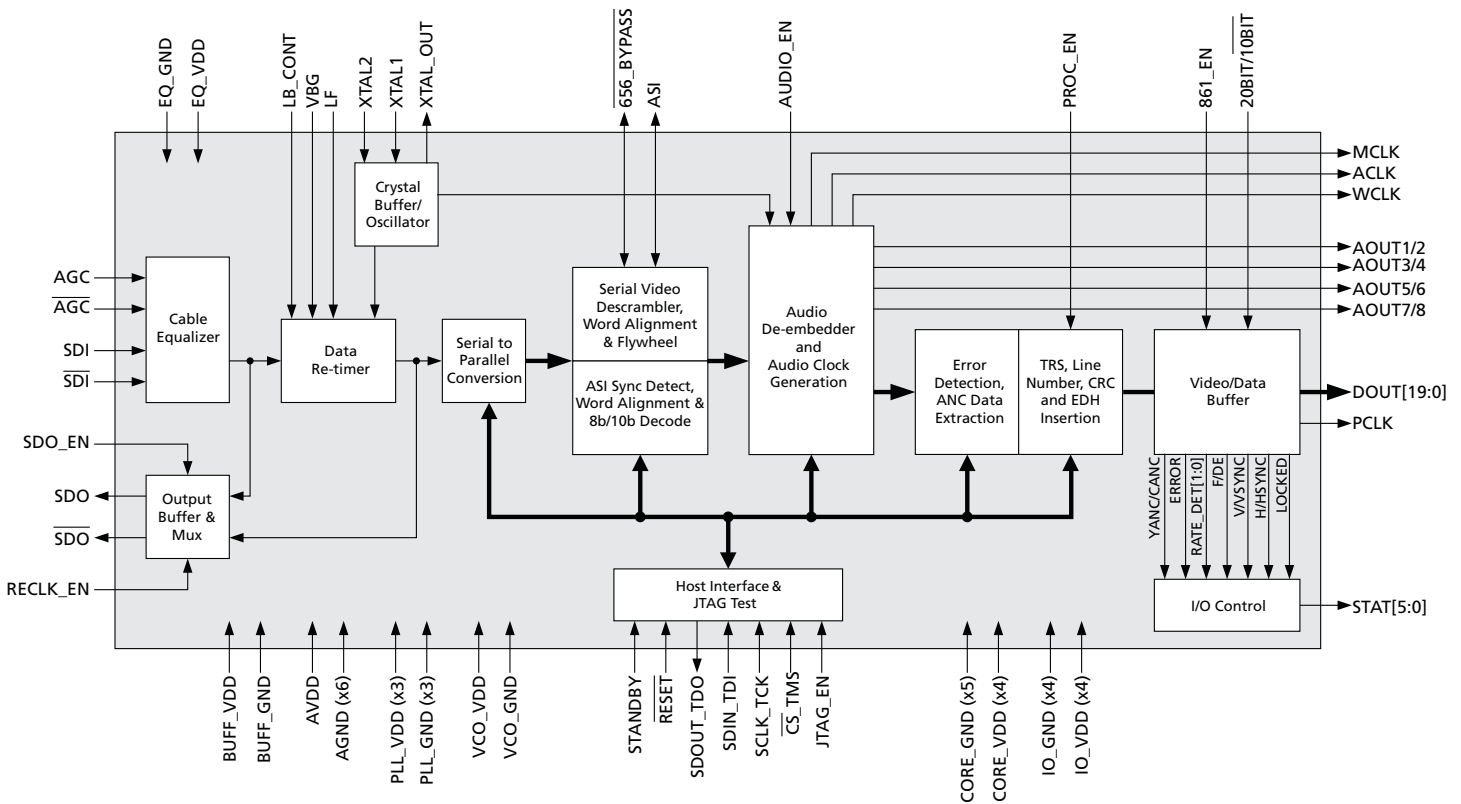 EQ_GND
EQ_VDD
LB_CONT
VBG
LF
XTAL2
XTAL1
XTAL_OUT
656_BYPASS
ASI
AUDIO_EN
PROC_EN
861_EN
20BIT/10BIT
MCLK
ACLK
WCLK
AOUT1/2
AOUT3/4
AOUT5/6
AOUT7/8
Crystal
Buffer/
Oscillator
AGC
AGC
SDI
SDI
Cable
Equalizer
Data
Re-timer
Serial to
Parallel
Conversion
Serial Video
Descrambler,
Word Alignment
& Flywheel
ASI Sync Detect,
Word Alignment &
8b/10b Decode
Audio
De-embedder
and
Audio Clock
Generation
Error
Detection,
ANC Data
Extraction
TRS, Line
Number, CRC
and EDH
Insertion
Video/Data
Buffer
DOUT[19:0]
PCLK
SDO_EN
SDO
SDO
RECLK_EN
Output
Buffer &
Mux
YANC/CANC
ERROR
RATE_DET[1:0]
F/DE
V/VSYNC
H/HSYNC
LOCKED
Host Interface &
JTAG Test
I/O Control
STAT[5:0]
BUFF_VDD
BUFF_GND
AVDD
AGND (x6)
PLL_VDD (x3)
PLL_GND (x3)
VCO_VDD
VCO_GND
STANDBY
RESET
SDOUT_TDO
SDIN_TDI
SCLK_TCK
CS_TMS
JTAG_EN
CORE_GND (x5)
CORE_VDD (x4)
IO_GND (x4)
IO_VDD (x4)